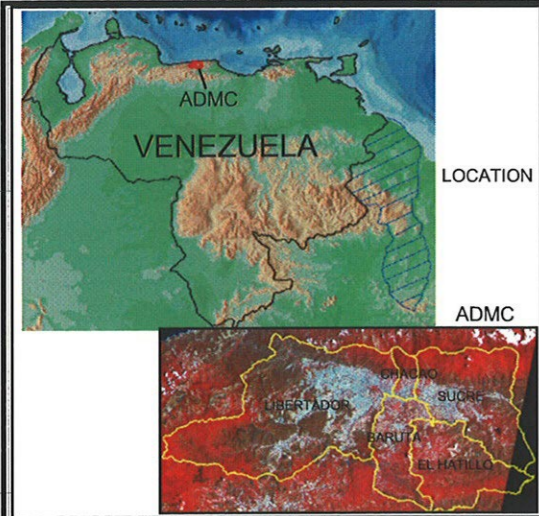 ADMC
VENEZUELA
LOCATION
ADMC
CHACAO
SUCRE
LIBERTADOR
BARUTA
EL HATILLO